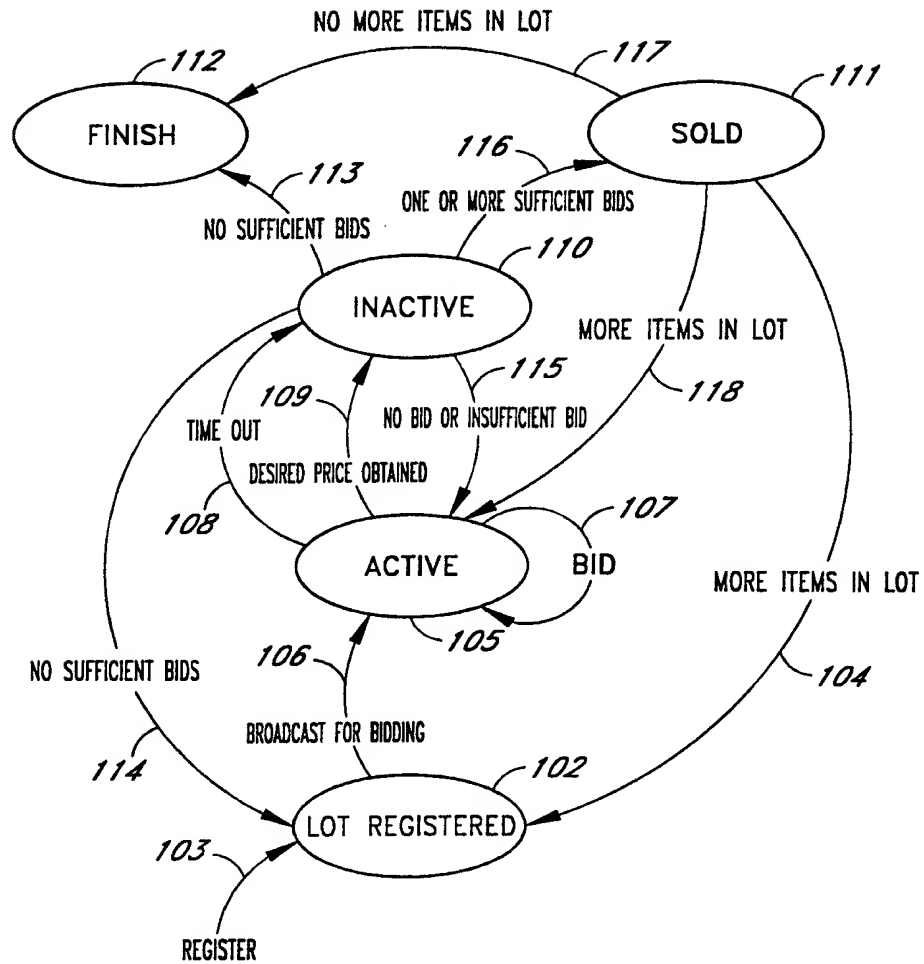 NO MORE ITEMS IN LOT
112
117
111
FINISH
SOLD
116
113
ONE OR MORE SUFFICIENT BIDS
NO SUFFICIENT BIDS
110
INACTIVE
MORE ITEMS IN LOT
115
118
109
NO BID OR INSUFFICIENT BID
TIME OUT
DESIRED PRICE OBTAINED
108
107
ACTIVE
BID
MORE ITEMS IN LOT
105
106
NO SUFFICIENT BIDS
104
BROADCAST FOR BIDDING
114
102
LOT REGISTERED
103
REGISTER